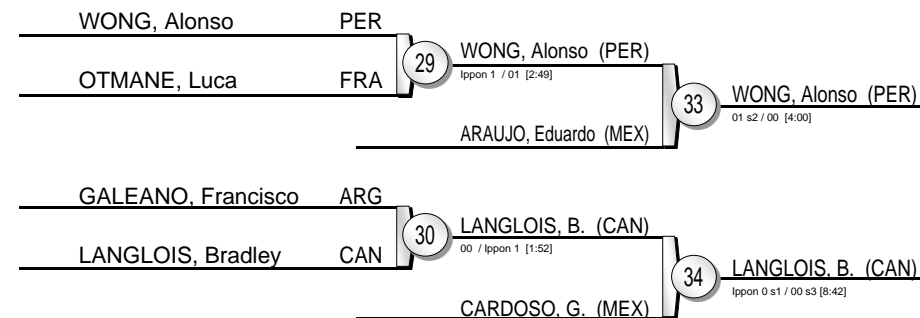 WONG, Alonso PER
29
WONG, Alonso (PER)
Ippon 1 / 01 [2:49]
OTMANE, Luca FRA
33
WONG, Alonso (PER)
01 s2 / 00 [4:00]
ARAUJO, Eduardo (MEX)
GALEANO, Francisco ARG
30
LANGLOIS, B. (CAN)
00 / Ippon 1 [1:52]
LANGLOIS, Bradley CAN
34
LANGLOIS, B. (CAN)
Ippon 0 s1 / 00 s3 [8:42]
CARDOSO, G. (MEX)